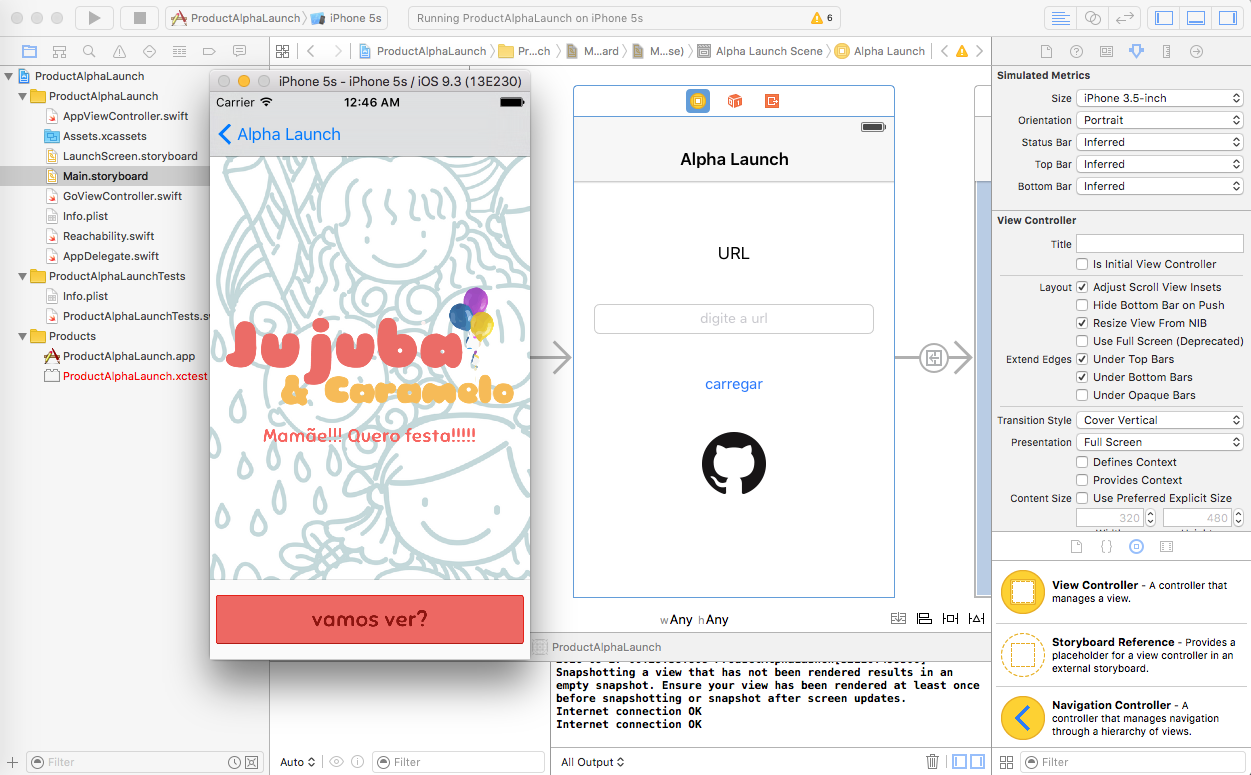 ProductAlphaLaunch
iPhone 5s
Running ProductAlphaLaunch on iPhone 5s
6
ProductAlphaLaunch
Pr...ch
M...ard
M...se)
Alpha Launch Scene
Alpha Launch
ProductAlphaLaunch
ProductAlphaLaunch
AppViewController.swift
Assets.xcassets
LaunchScreen.storyboard
Main.storyboard
GoViewController.swift
Info.plist
Reachability.swift
AppDelegate.swift
ProductAlphaLaunchTests
Info.plist
ProductAlphaLaunchTests.sw
Products
ProductAlphaLaunch.app
ProductAlphaLaunch.xctest
Filter
iPhone 5s - iPhone 5s / iOS 9.3 (13E230)
Carrier
12:46 AM
Alpha Launch
Jujuba
& Caramelo
Mamãe!!! Quero festa!!!!!
vamos ver?
Alpha Launch
URL
digite a url
carregar
wAny hAny
ProductAlphaLaunch
Snapshotting a view that has not been rendered results in an
empty snapshot. Ensure your view has been rendered at least once
before snapshotting or snapshot after screen updates.
Internet connection OK
Internet connection OK
Auto
Filter
All Output
Simulated Metrics
Size iPhone 3.5-inch
Orientation Portrait
Status Bar Inferred
Top Bar Inferred
Bottom Bar Inferred
View Controller
Title
Is Initial View Controller
Layout Adjust Scroll View Insets
Hide Bottom Bar on Push
Resize View From NIB
Use Full Screen (Deprecated)
Extend Edges Under Top Bars
Under Bottom Bars
Under Opaque Bars
Transition Style Cover Vertical
Presentation Full Screen
Defines Context
Provides Context
Content Size Use Preferred Explicit Size
320 480
View Controller - A controller that
manages a view.
Storyboard Reference - Provides a
placeholder for a view controller in an
external storyboard.
Navigation Controller - A
controller that manages navigation
through a hierarchy of views.
Filter